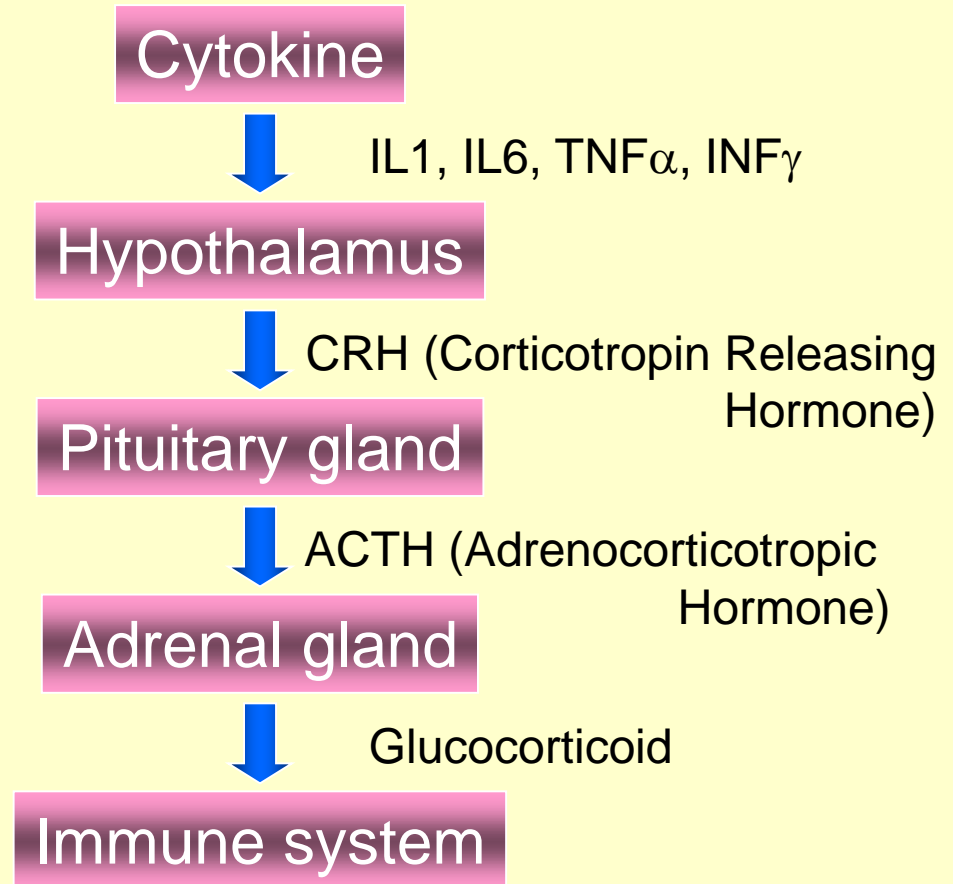 Cytokine
IL1, IL6, TNFα, INFγ
Hypothalamus
CRH (Corticotropin Releasing
Hormone)
Pituitary gland
ACTH (Adrenocorticotropic
Hormone)
Adrenal gland
Glucocorticoid
Immune system